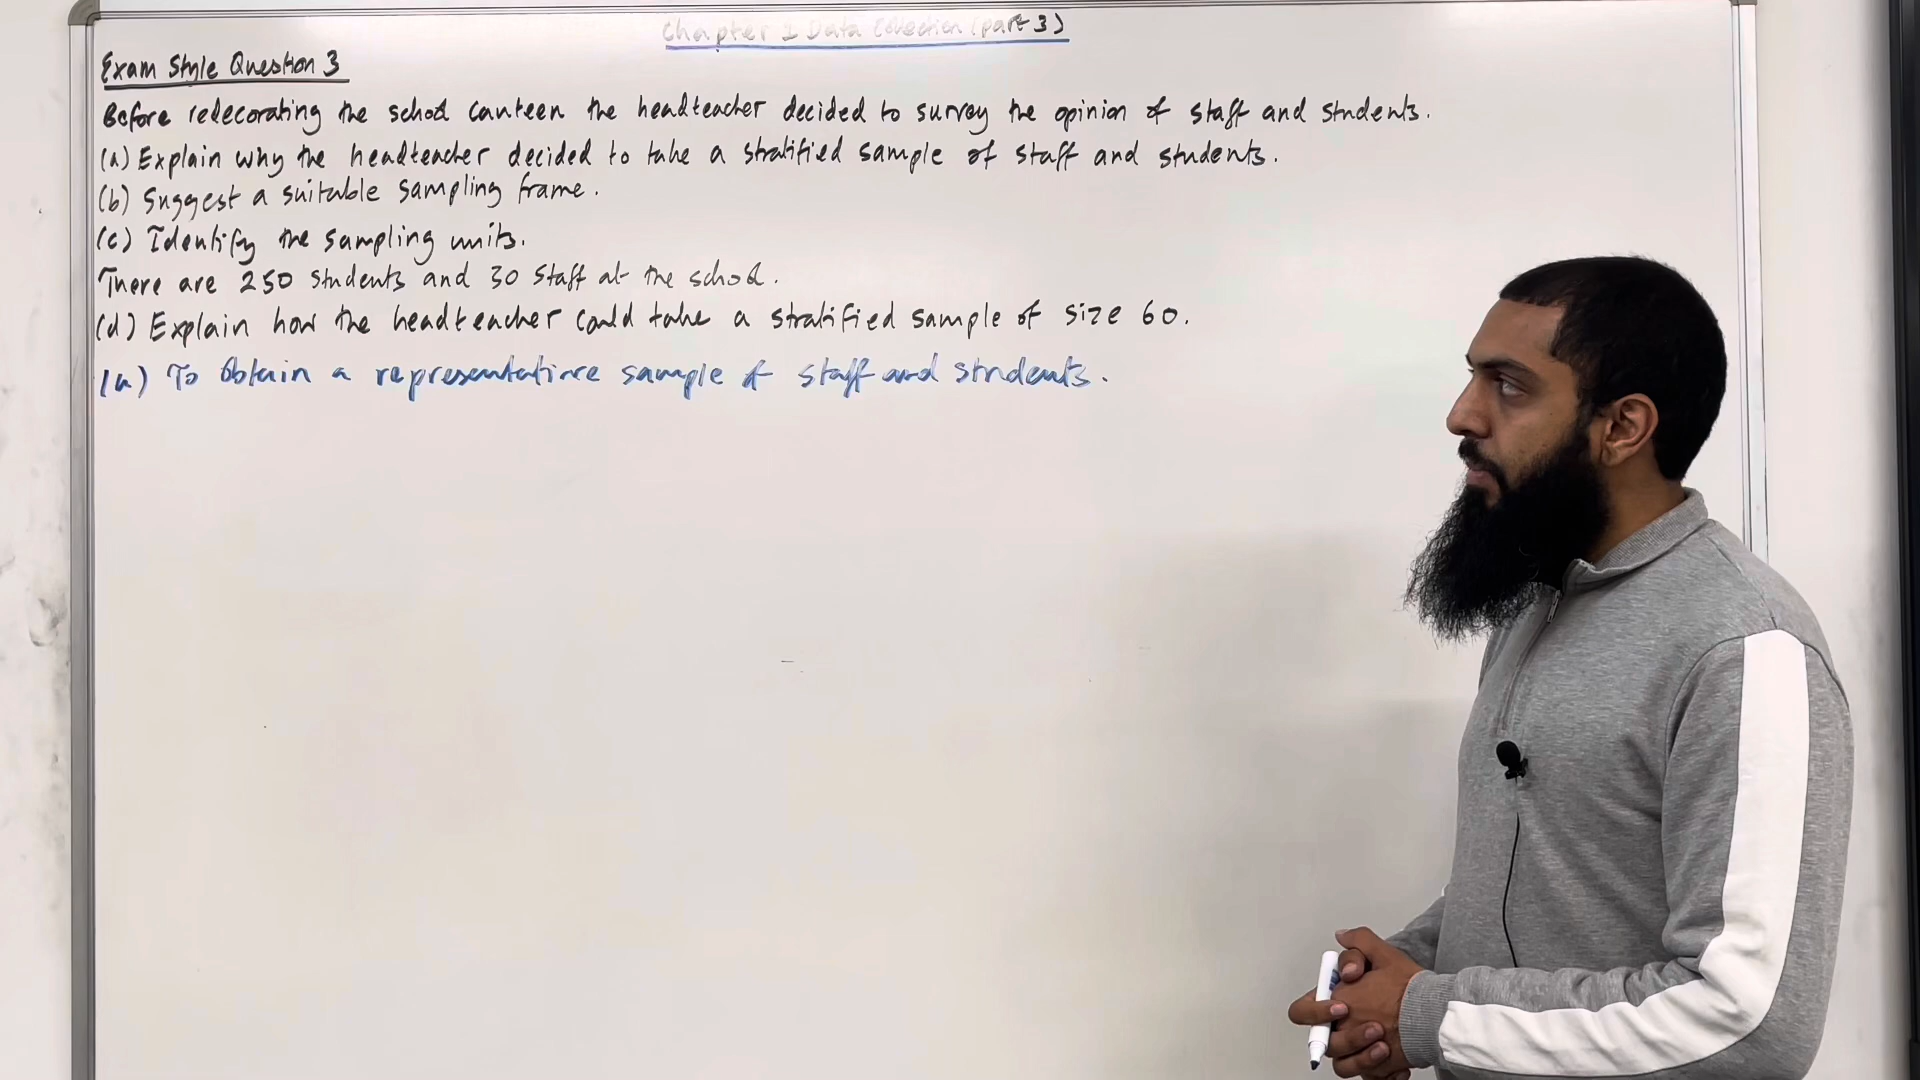 Chapter 1 Data Collection (part 3)
Exam Style Question 3
Before redecorating the school canteen the headteacher decided to survey the opinion of staff and students.
(a) Explain why the headteacher decided to take a stratified sample of staff and students.
(b) Suggest a suitable sampling frame.
(c) Identify the sampling units.
There are 250 students and 30 staff at the school.
(d) Explain how the headteacher could take a stratified sample of size 60.
(a) To obtain a representative sample of staff and students.